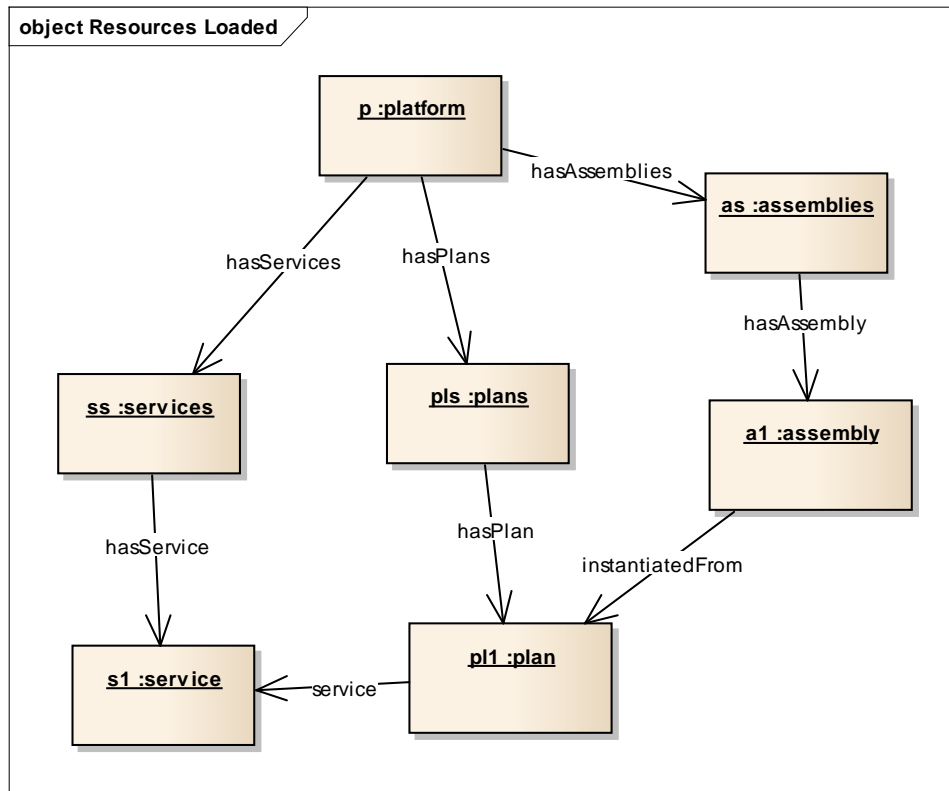 object Resources Loaded
p :platform
hasAssemblies
as :assemblies
hasServices
hasPlans
hasAssembly
ss :services
pls :plans
a1 :assembly
hasService
hasPlan
instantiatedFrom
s1 :service
service
pl1 :plan